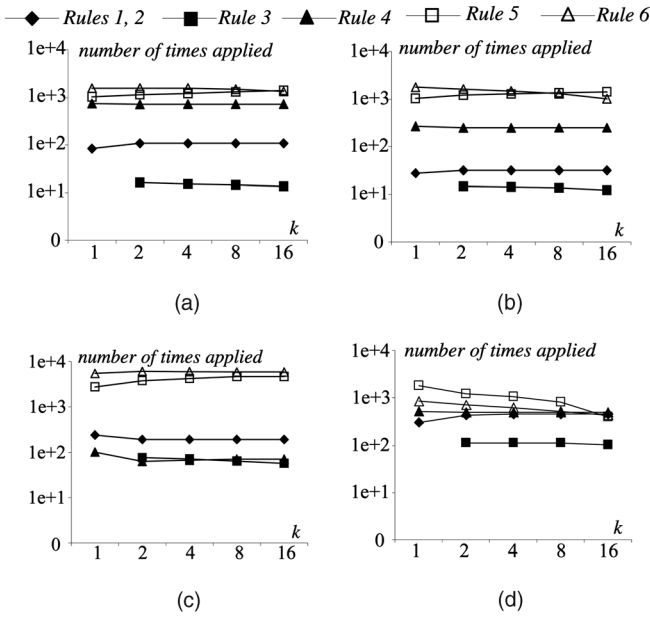 Rules 1, 2 Rule 3 Rule 4 Rule 5 Rule 6
number of times applied
1e+4
1e+3
1e+2
1e+1
0
k
1 2 4 8 16
(a)
number of times applied
1e+4
1e+3
1e+2
1e+1
0
k
1 2 4 8 16
(b)
number of times applied
1e+4
1e+3
1e+2
1e+1
0
k
1 2 4 8 16
(c)
number of times applied
1e+4
1e+3
1e+2
1e+1
0
k
1 2 4 8 16
(d)